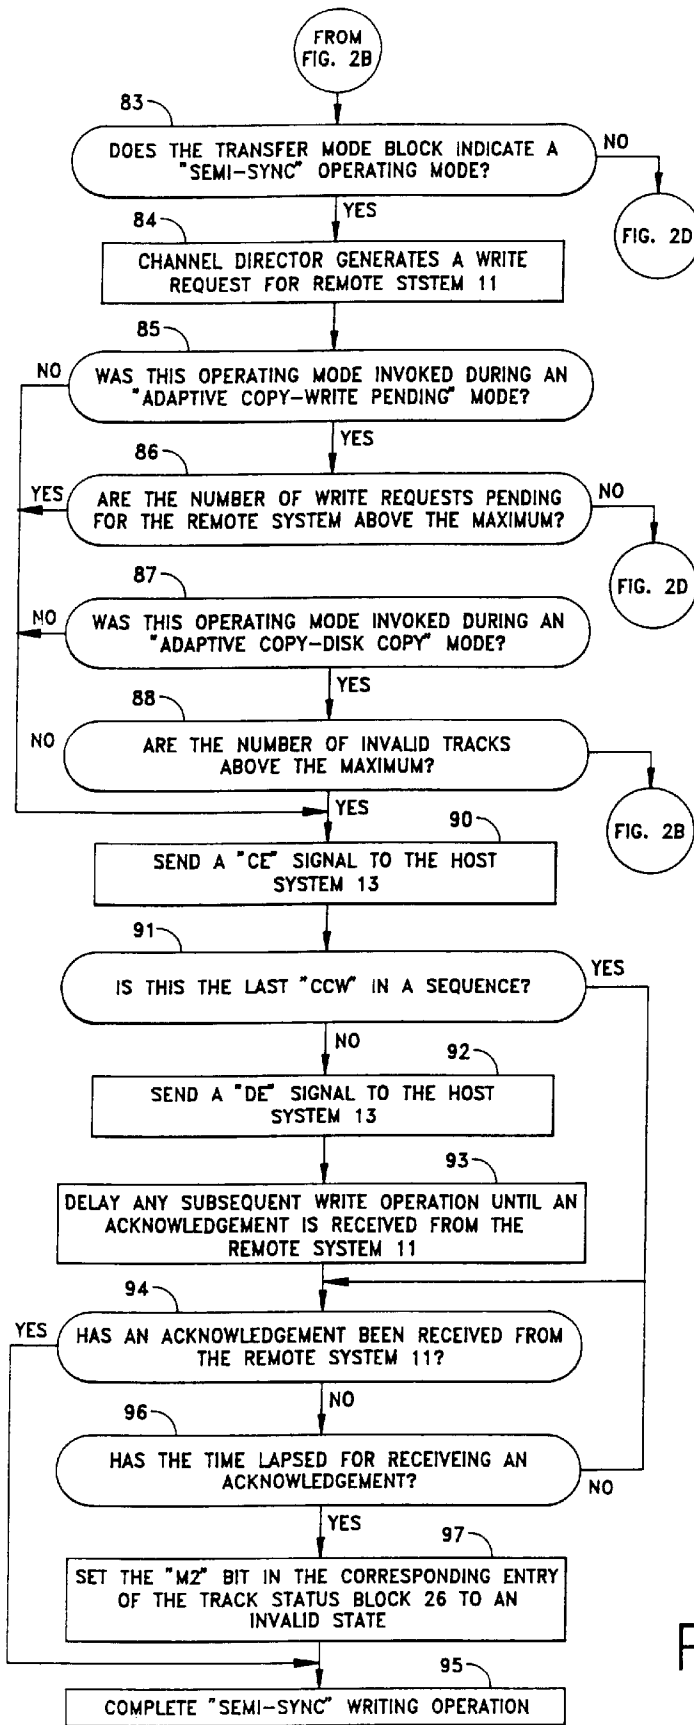 FROM
FIG. 2B
83
DOES THE TRANSFER MODE BLOCK INDICATE A
"SEMI-SYNC" OPERATING MODE?
NO
YES
FIG. 2D
84
CHANNEL DIRECTOR GENERATES A WRITE
REQUEST FOR REMOTE STSTEM 11
85
NO
WAS THIS OPERATING MODE INVOKED DURING AN
"ADAPTIVE COPY-WRITE PENDING" MODE?
YES
86
YES
ARE THE NUMBER OF WRITE REQUESTS PENDING
FOR THE REMOTE SYSTEM ABOVE THE MAXIMUM?
NO
FIG. 2D
87
NO
WAS THIS OPERATING MODE INVOKED DURING AN
"ADAPTIVE COPY-DISK COPY" MODE?
YES
88
NO
ARE THE NUMBER OF INVALID TRACKS
ABOVE THE MAXIMUM?
YES
FIG. 2B
90
SEND A "CE" SIGNAL TO THE HOST
SYSTEM 13
91
IS THIS THE LAST "CCW" IN A SEQUENCE?
YES
NO
92
SEND A "DE" SIGNAL TO THE HOST
SYSTEM 13
93
DELAY ANY SUBSEQUENT WRITE OPERATION UNTIL AN
ACKNOWLEDGEMENT IS RECEIVED FROM THE
REMOTE SYSTEM 11
94
YES
HAS AN ACKNOWLEDGEMENT BEEN RECEIVED FROM
THE REMOTE SYSTEM 11?
NO
96
HAS THE TIME LAPSED FOR RECEIVEING AN
ACKNOWLEDGEMENT?
NO
YES
97
SET THE "M2" BIT IN THE CORRESPONDING ENTRY
OF THE TRACK STATUS BLOCK 26 TO AN
INVALID STATE
95
COMPLETE "SEMI-SYNC" WRITING OPERATION